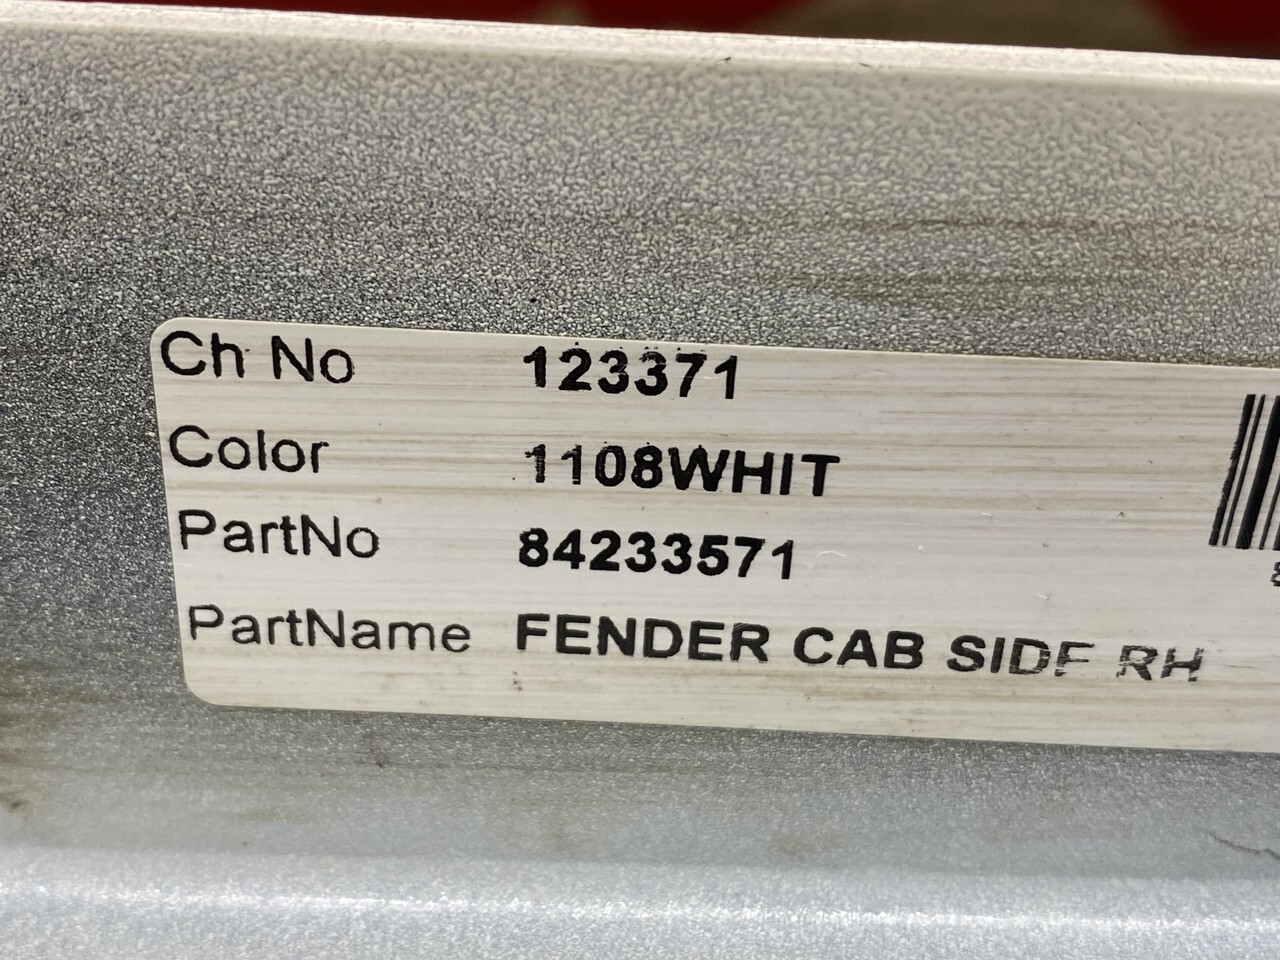 Ch No 123371
Color 1108WHIT
PartNo 84233571
PartName FENDER CAB SIDE RH